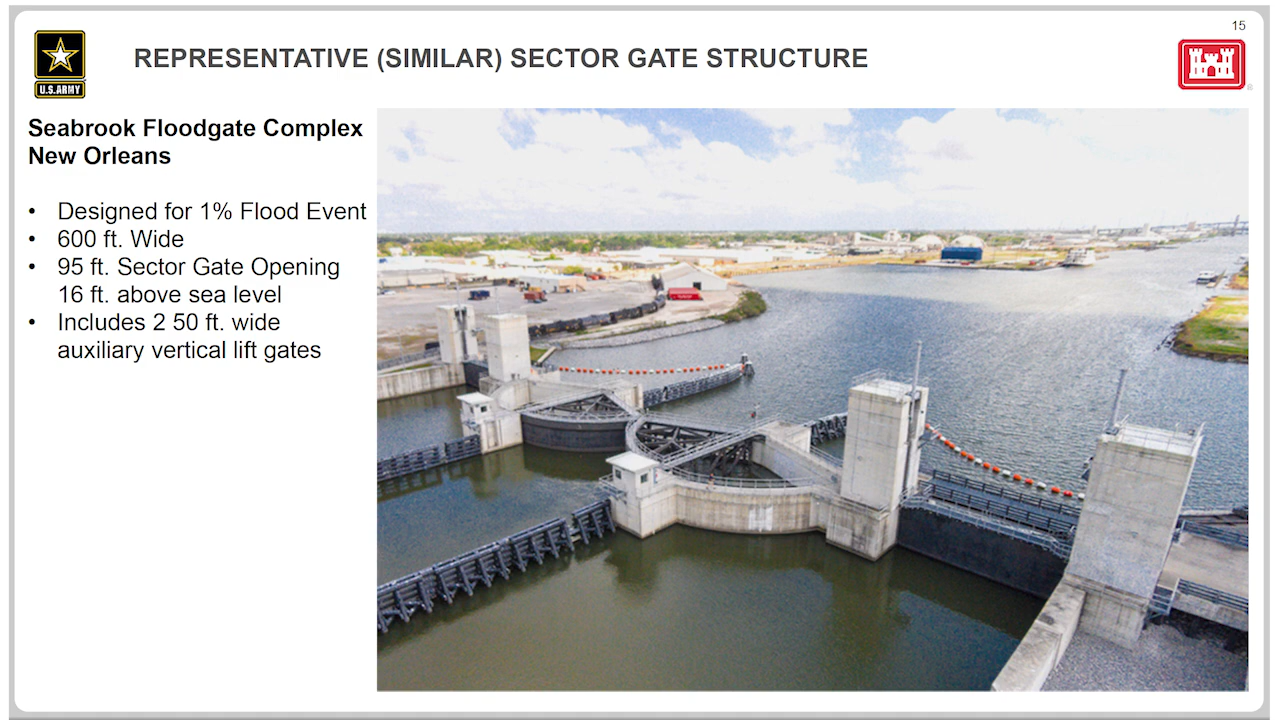 15
REPRESENTATIVE (SIMILAR) SECTOR GATE STRUCTURE
U.S.ARMY
®
Seabrook Floodgate Complex
New Orleans
• Designed for 1% Flood Event
• 600 ft. Wide
• 95 ft. Sector Gate Opening
16 ft. above sea level
• Includes 2 50 ft. wide
auxiliary vertical lift gates